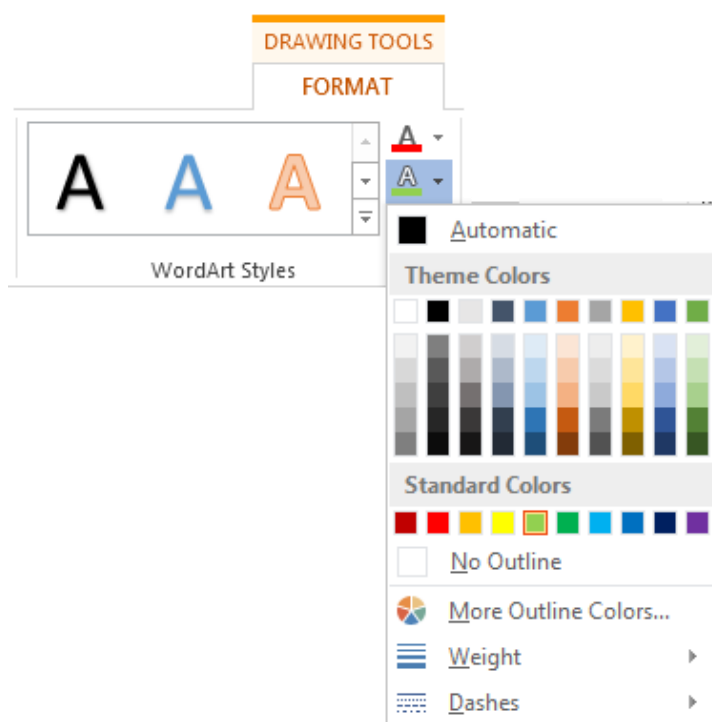 DRAWING TOOLS
FORMAT
A A A
A
A
WordArt Styles
Automatic
Theme Colors
Standard Colors
No Outline
More Outline Colors...
Weight
Dashes